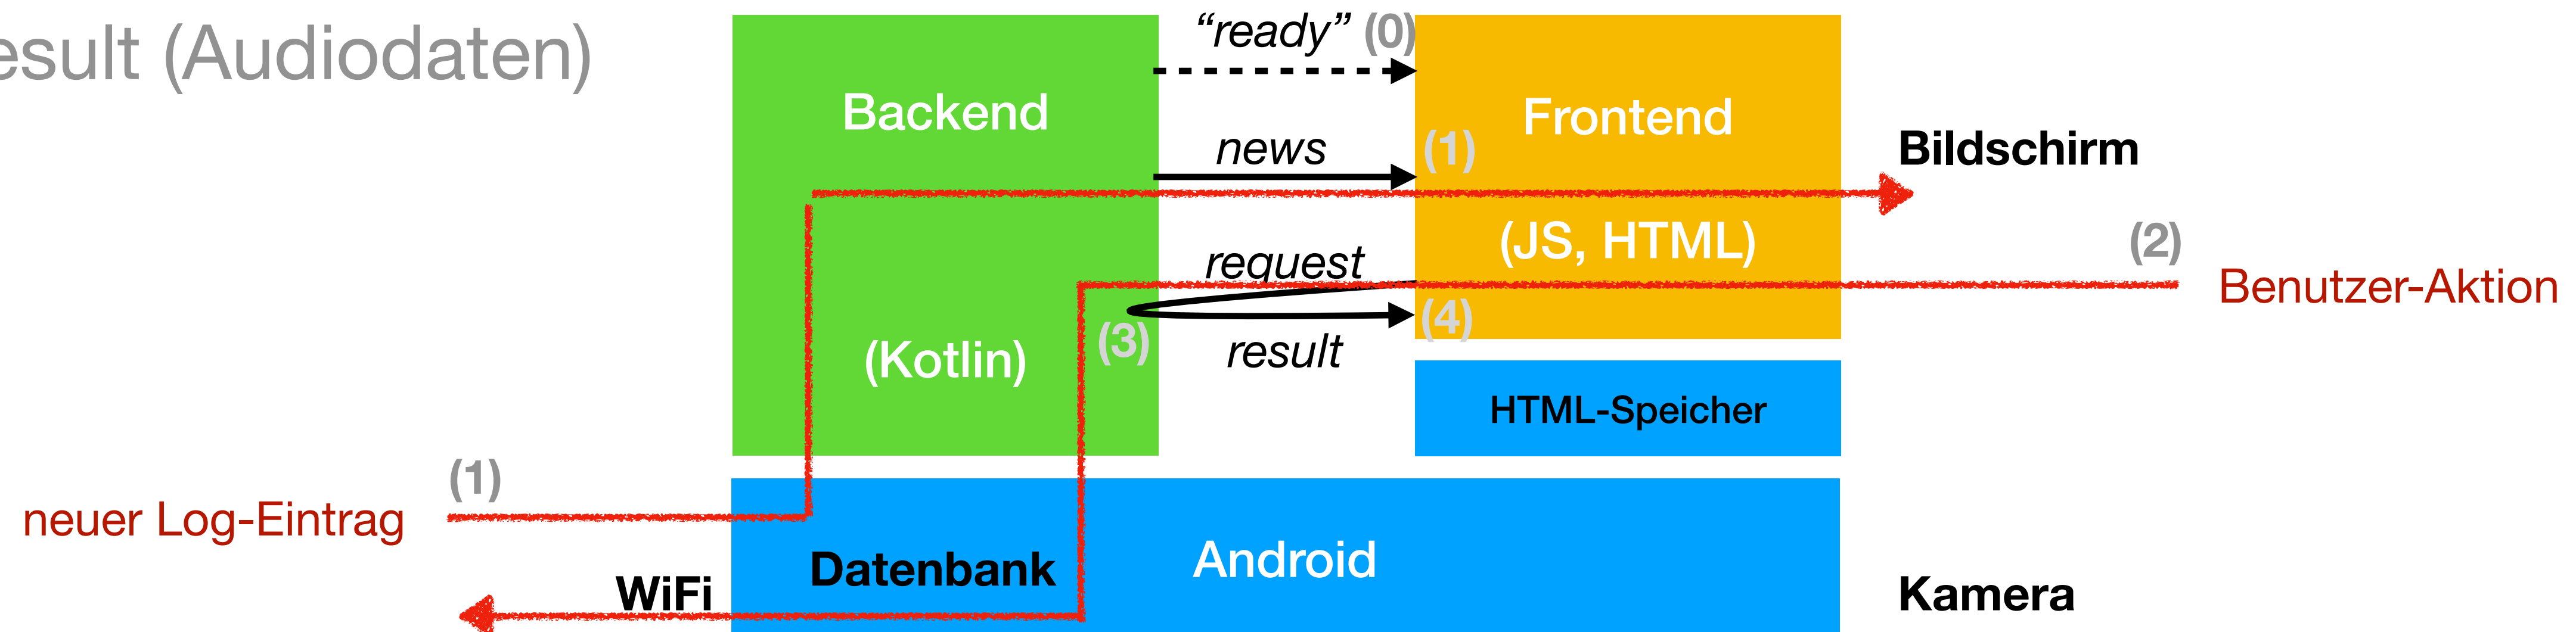 esult (Audiodaten)
“ready” (0)
Backend
Frontend
news
(1)
Bildschirm
(JS, HTML)
(2)
request
Benutzer-Aktion
(3)
(4)
(Kotlin)
result
HTML-Speicher
(1)
neuer Log-Eintrag
Datenbank
Android
WiFi
Kamera